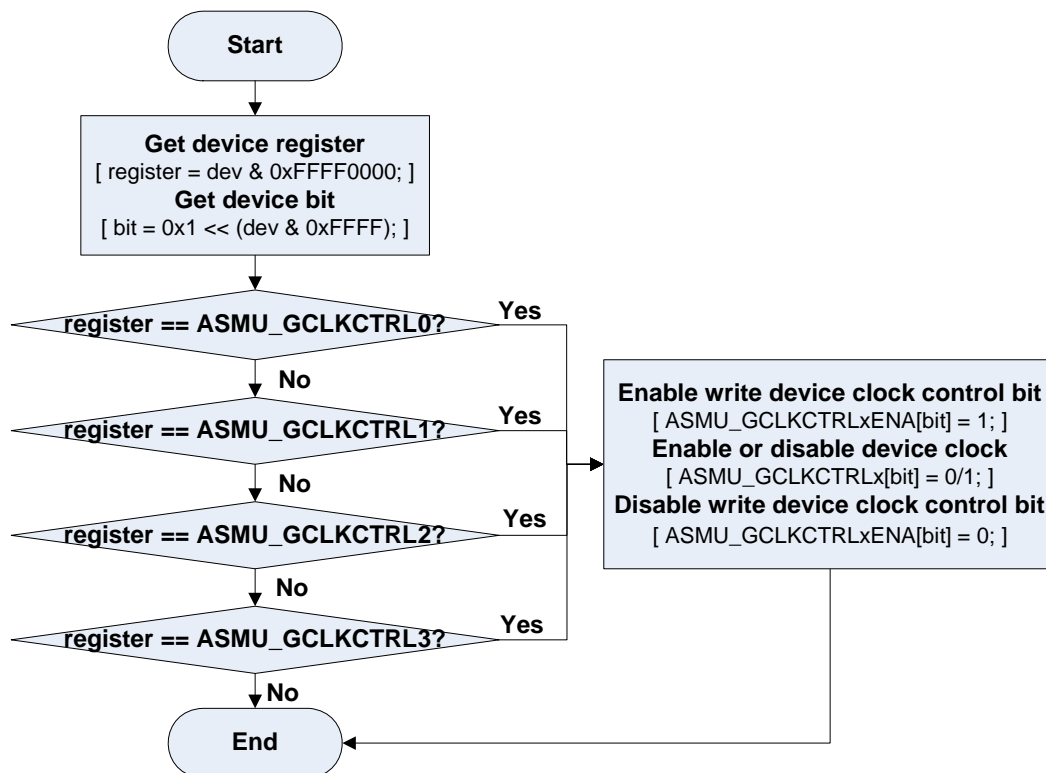 Start
Get device register
[ register = dev & 0xFFFF0000; ]
Get device bit
[ bit = 0x1 << (dev & 0xFFFF); ]
register == ASMU_GCLKCTRL0?
Yes
No
register == ASMU_GCLKCTRL1?
Yes
No
register == ASMU_GCLKCTRL2?
Yes
No
register == ASMU_GCLKCTRL3?
Yes
No
Enable write device clock control bit
[ ASMU_GCLKCTRLxENA[bit] = 1; ]
Enable or disable device clock
[ ASMU_GCLKCTRLx[bit] = 0/1; ]
Disable write device clock control bit
[ ASMU_GCLKCTRLxENA[bit] = 0; ]
End